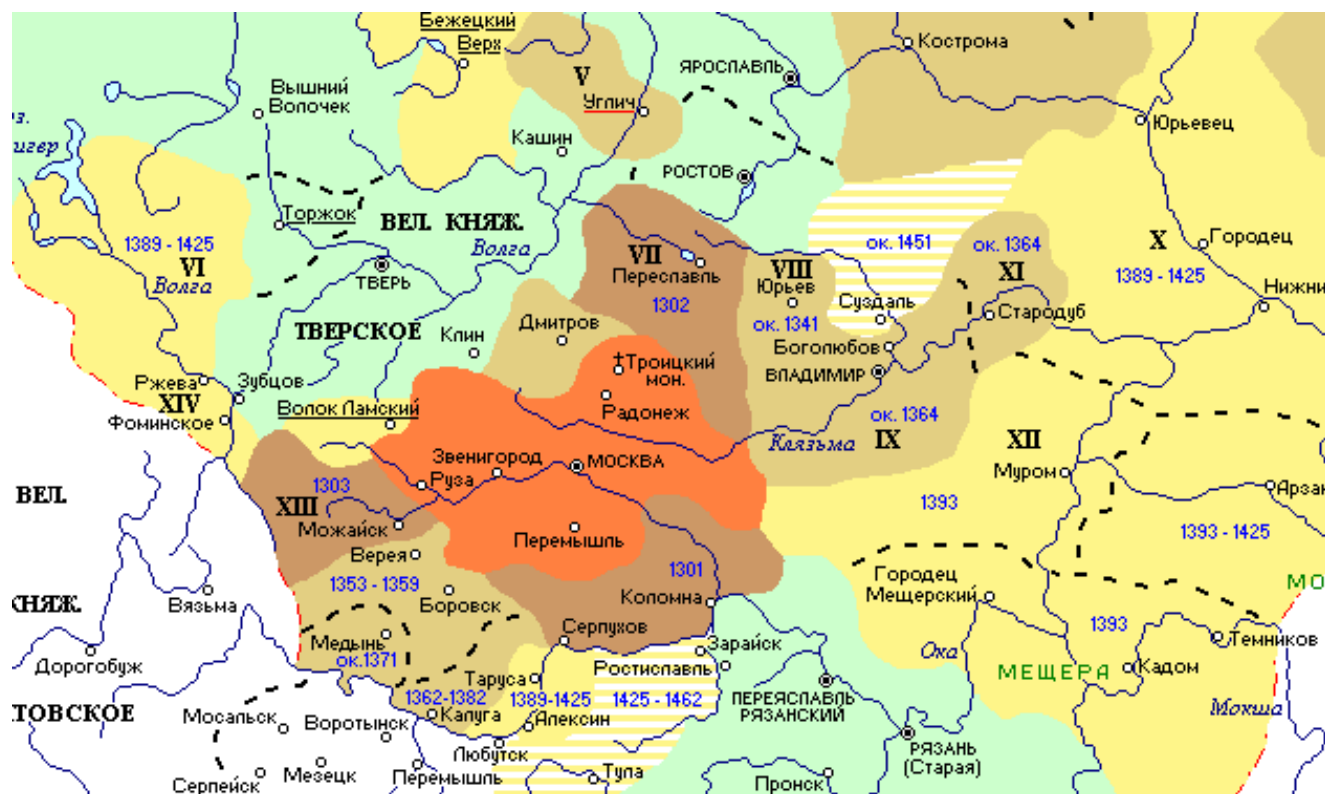 Бежецкий
Верх
Кострома
V
ЯРОСЛАВЛЬ
Вышний
Волочек
Углич
Юрьевец
оз.
игер
Кашин
РОСТОВ
Торжок
ВЕЛ. КНЯЖ.
1389 - 1425
VI
Волга
Волга
ТВЕРЬ
VII
Переславль
1302
VIII
Юрьев
ок. 1341
ок. 1451
ок. 1364
XI
X
Городец
1389 - 1425
Суздаль
Стародуб
Нижни
ТВЕРСКОЕ
Клин
Дмитров
Боголюбов
Троицкий
мон.
ВЛАДИМИР
Ржева
Зубцов
XIV
Фоминское
Волок Ламский
Радонеж
ок. 1364
Клязьма
IX
XII
Звенигород
МОСКВА
Руза
Муром
Арзан
ВЕЛ.
1303
XIII
Можайск
1393
Перемышль
1393 - 1425
Верея
1353 - 1359
1301
Городец
Мещерский
МО
КНЯЖ.
Вязьма
Боровск
Коломна
Медынь
ок.1371
Серпухов
Зарайск
1393
Темников
Дорогобуж
Ростиславль
Ока
МЕЩЕРА
Кадом
Таруса
1362-1382
1389-1425
1425 - 1462
ПЕРЕЯСЛАВЛЬ
РЯЗАНСКИЙ
ТОВСКОЕ
Мосальск
Воротынск
Калуга
Алексин
Мокша
Любутск
РЯЗАНЬ
(Старая)
Серпейск
Мезецк
Перемышль
Тула
Пронск